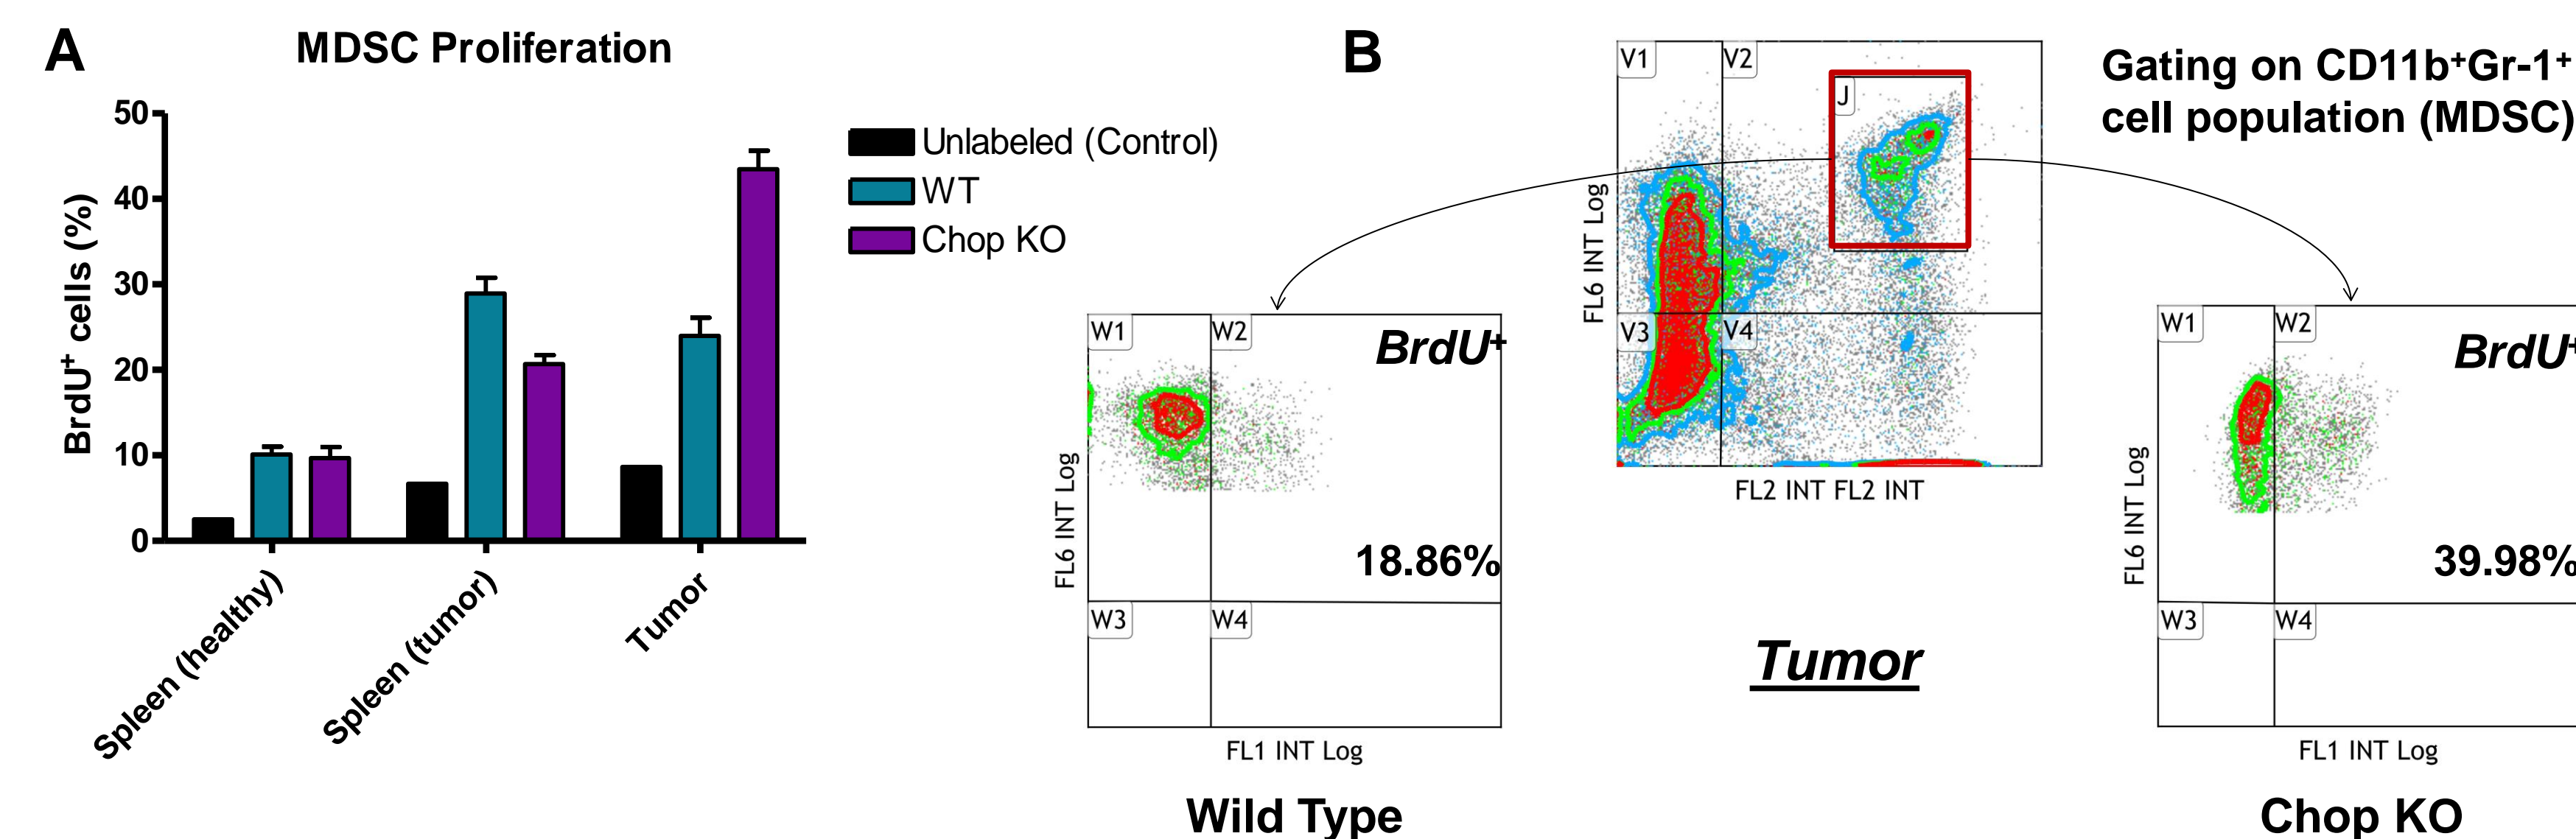 A
MDSC Proliferation
BrdU⁺ cells (%)
50
40
30
20
10
0
Spleen (healthy)
Spleen (tumor)
Tumor
Unlabeled (Control)
WT
Chop KO
B
V1
V2
J
V3
V4
FL6 INT Log
FL2 INT FL2 INT
Gating on CD11b⁺Gr-1⁺
cell population (MDSC)
W1
W2
BrdU⁺
18.86%
W3
W4
FL6 INT Log
FL1 INT Log
Wild Type
Tumor
W1
W2
BrdU⁺
39.98%
W3
W4
FL6 INT Log
FL1 INT Log
Chop KO